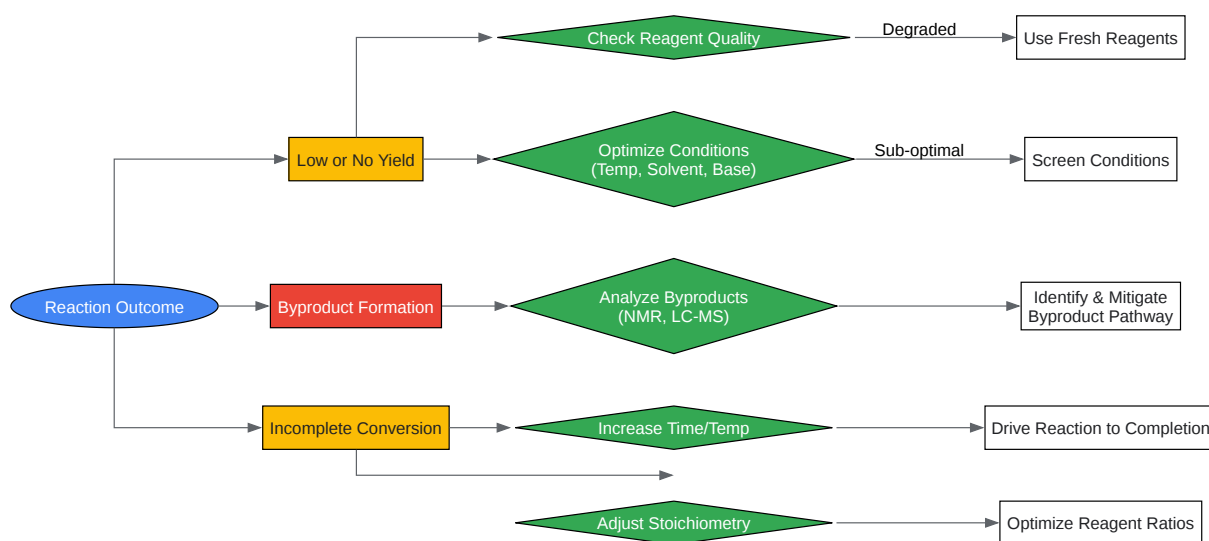 Check Reagent Quality
Degraded
Use Fresh Reagents
Low or No Yield
Optimize Conditions
(Temp, Solvent, Base)
Sub-optimal
Screen Conditions
Reaction Outcome
Byproduct Formation
Analyze Byproducts
(NMR, LC-MS)
Identify & Mitigate
Byproduct Pathway
Incomplete Conversion
Increase Time/Temp
Drive Reaction to Completion
Adjust Stoichiometry
Optimize Reagent Ratios